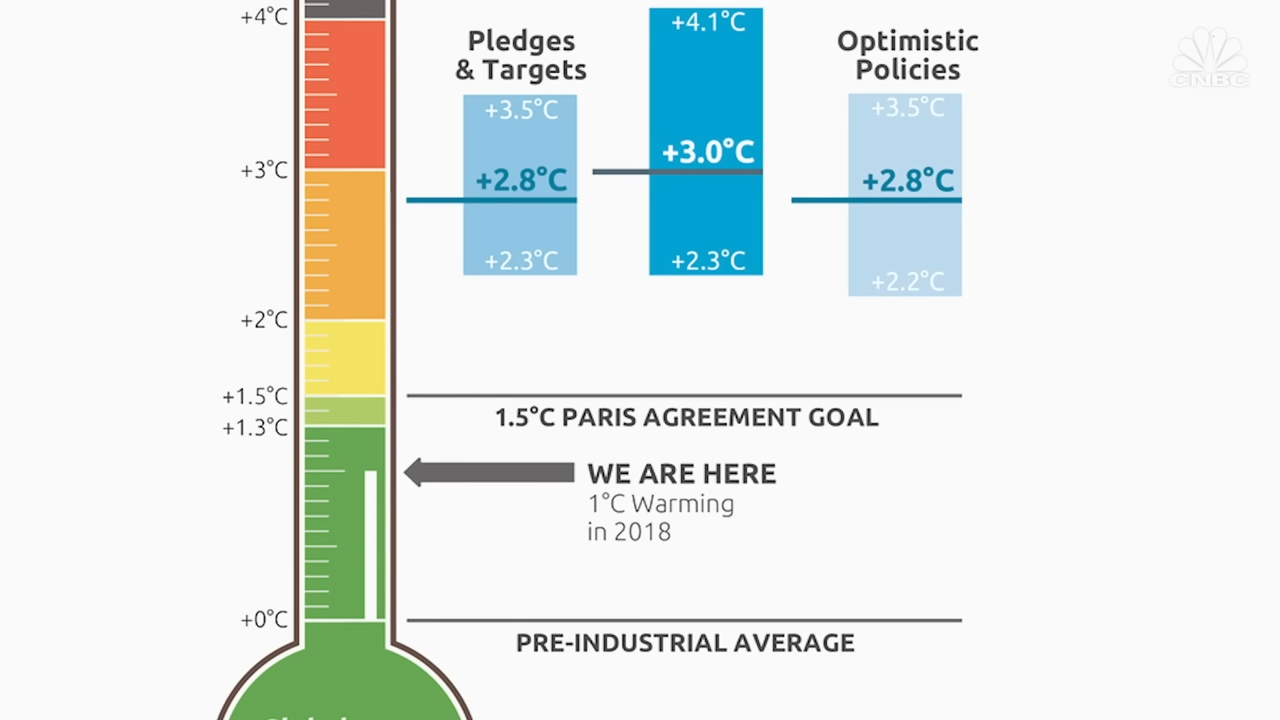 +4°C
+3°C
+2°C
+1.5°C
+1.3°C
+0°C
Pledges
& Targets
+3.5°C
+2.8°C
+2.3°C
+4.1°C
+3.0°C
+2.3°C
Optimistic
Policies
+3.5°C
+2.8°C
+2.2°C
CNBC
1.5°C PARIS AGREEMENT GOAL
WE ARE HERE
1°C Warming
in 2018
PRE-INDUSTRIAL AVERAGE